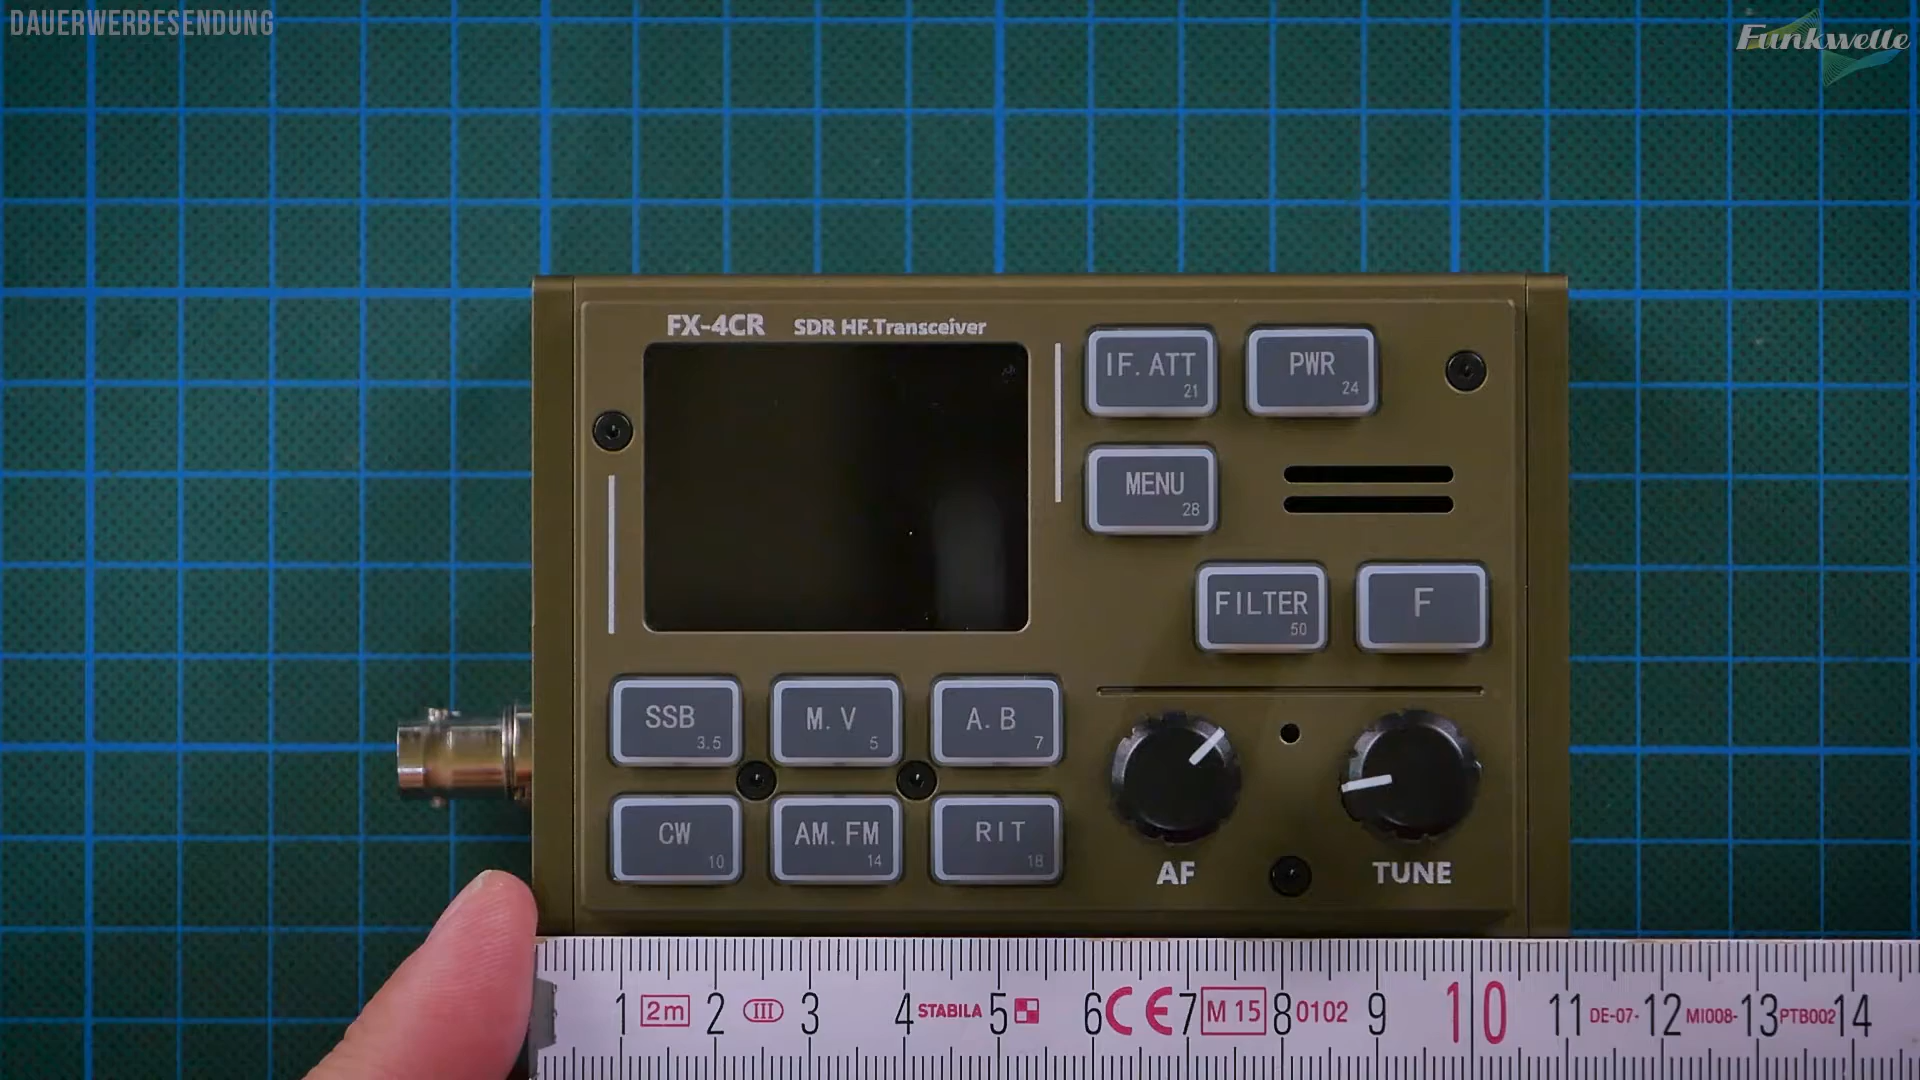 DAUERWERBESENDUNG
Funkwelle
FX-4CR SDR HF.Transceiver
IF. ATT 21
PWR 24
MENU 28
FILTER 50
F
SSB 3.5
M. V 5
A. B 7
CW 10
AM. FM 14
RIT 18
AF
TUNE
1 2m 2 III 3 4 STABILA 5 6 CE 7 M 15 8 0102 9 10 11 DE-07- 12 MI008- 13 PTB002 14